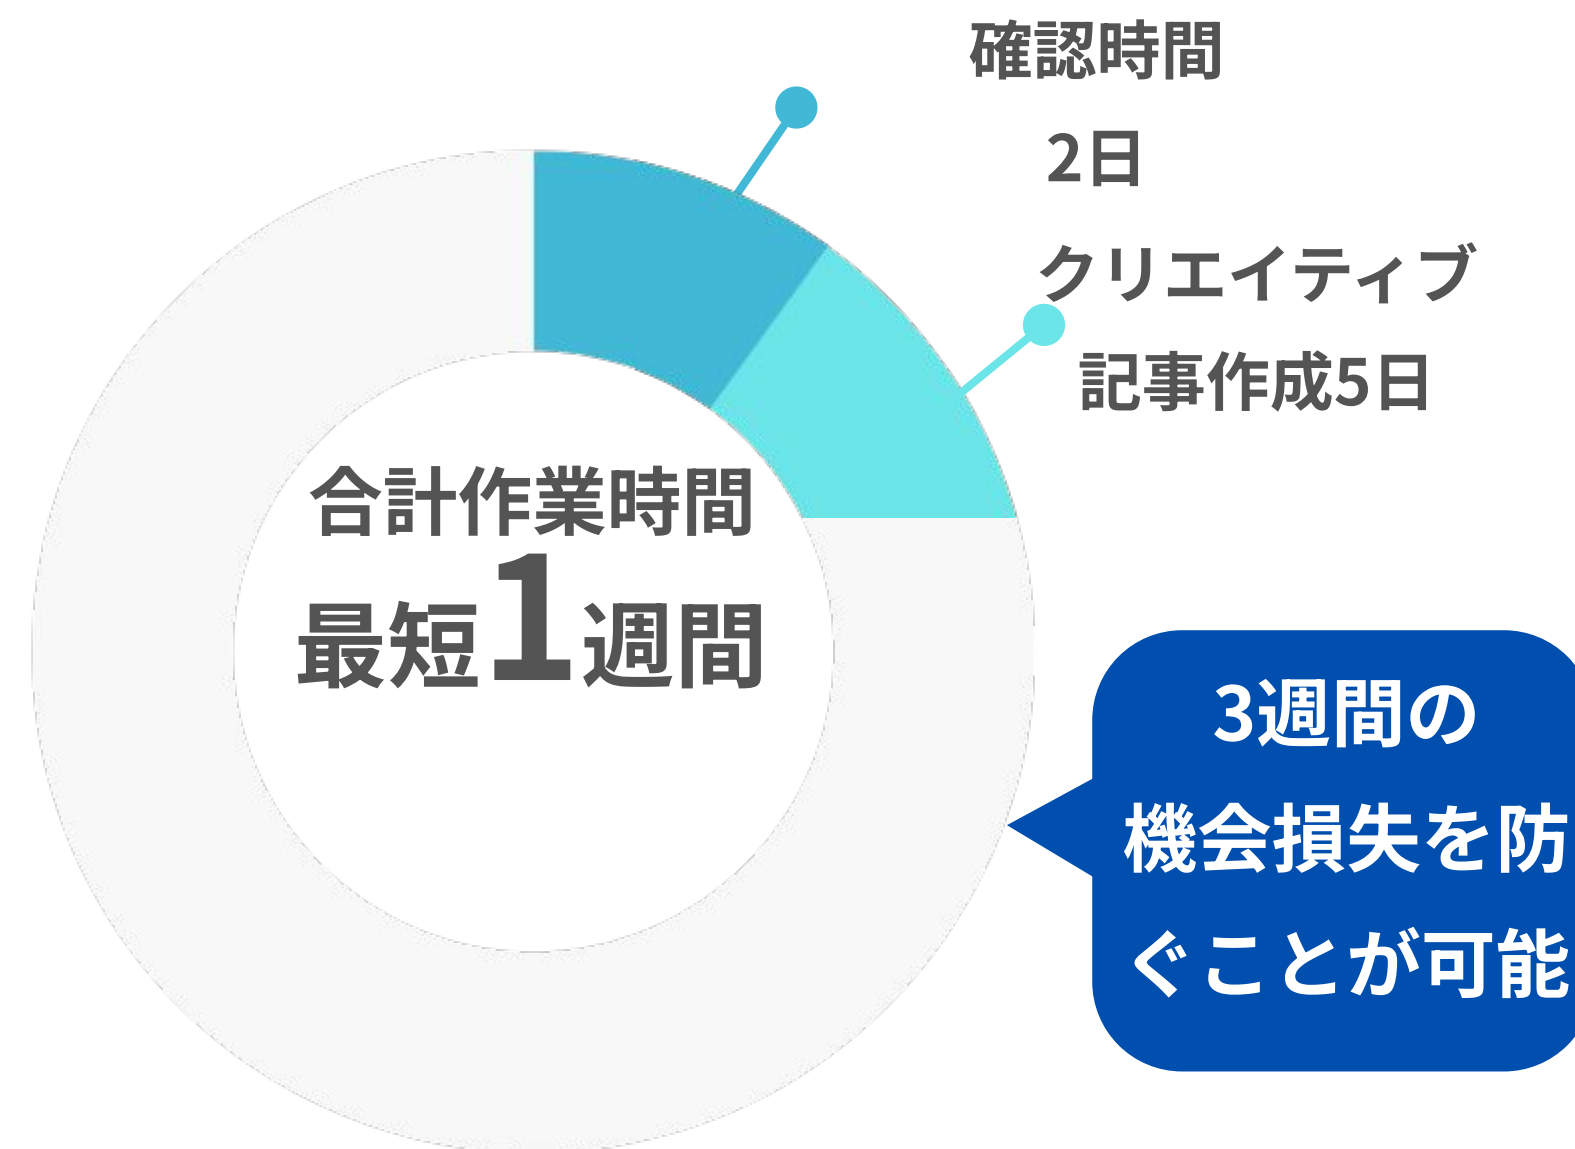 確認時間
2日
クリエイティブ
記事作成5日
合計作業時間
最短1週間
3週間の
機会損失を防
ぐことが可能